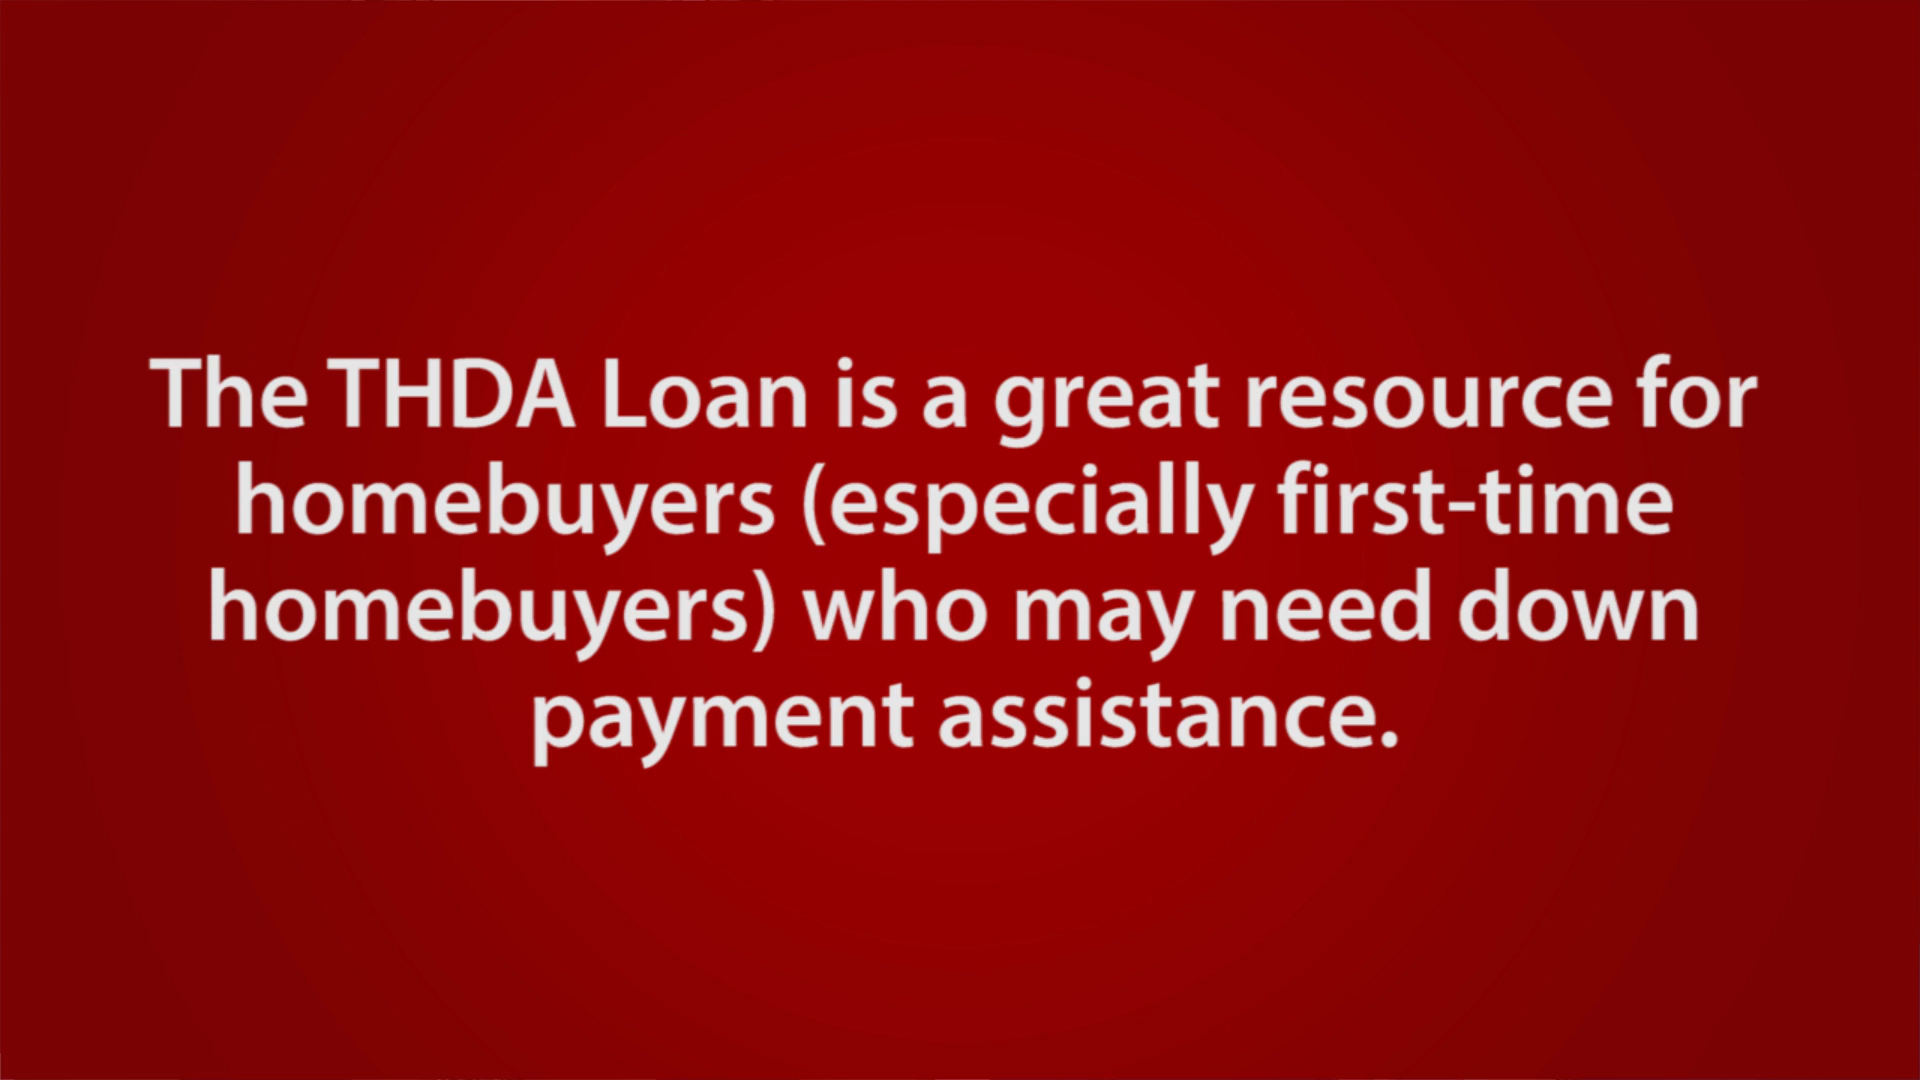 The THDA Loan is a great resource for
homebuyers (especially first-time
homebuyers) who may need down
payment assistance.